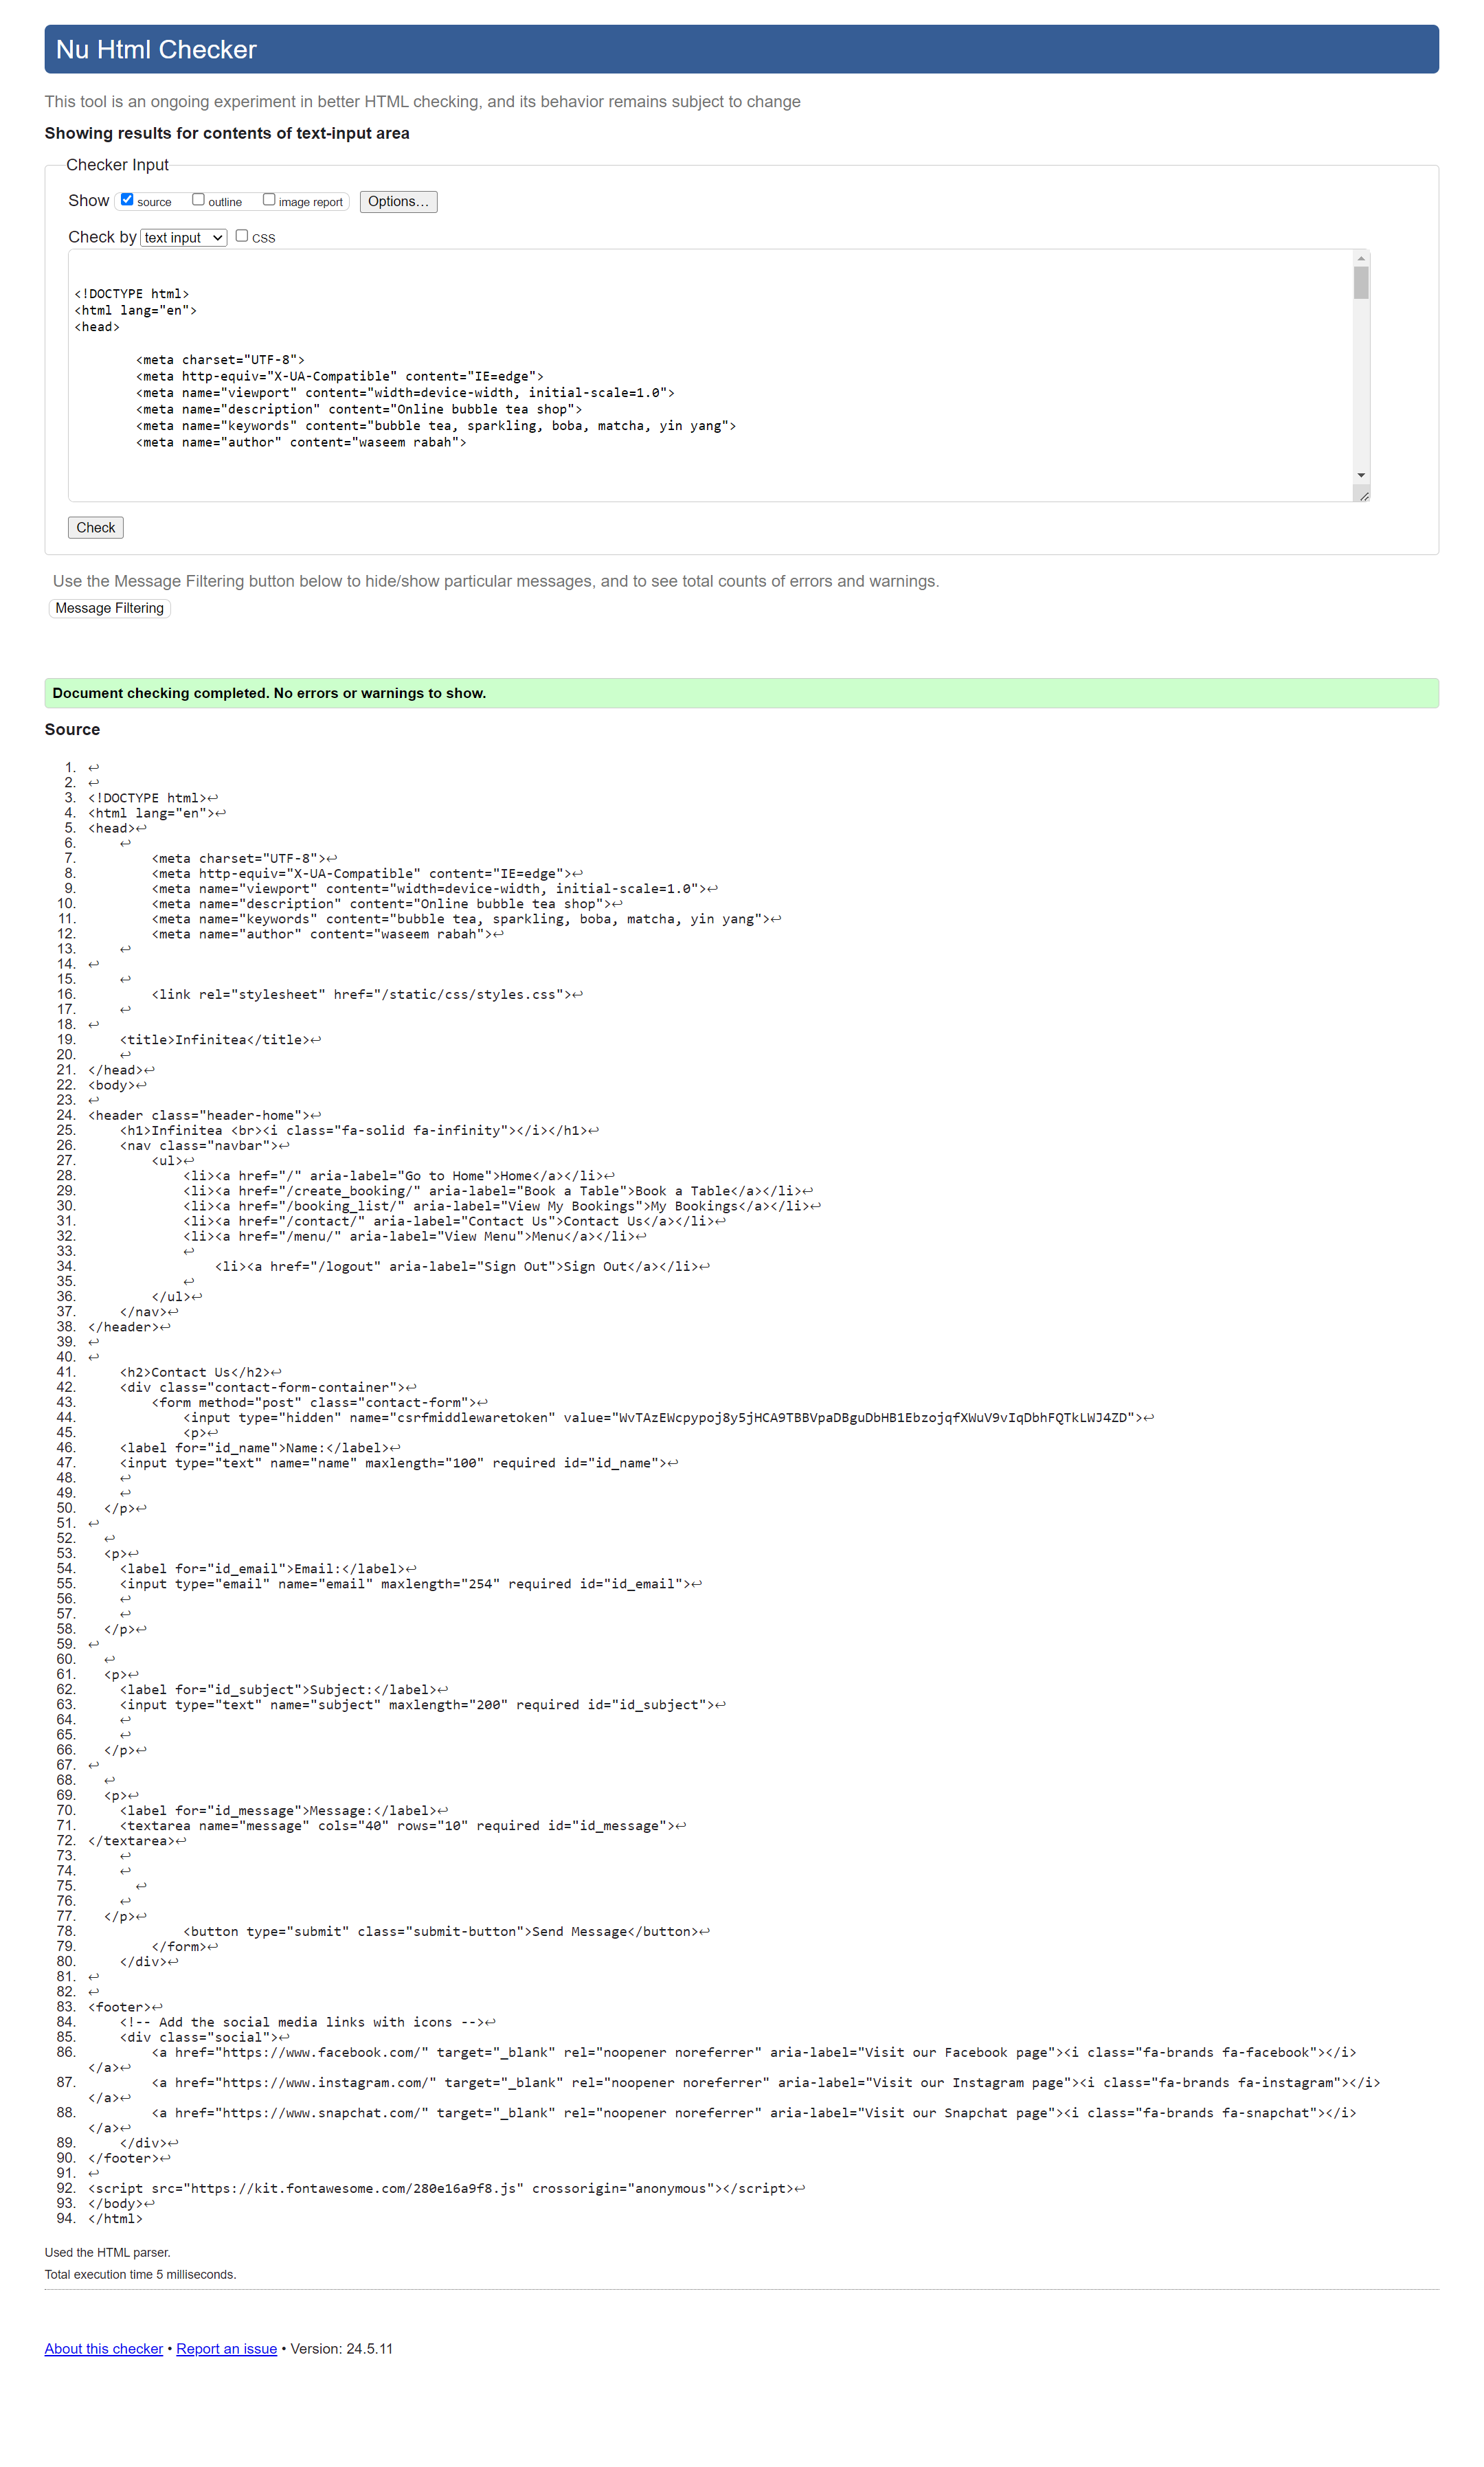 Nu Html Checker
This tool is an ongoing experiment in better HTML checking, and its behavior remains subject to change
Showing results for contents of text-input area
Checker Input
Show source outline image report Options...
Check by text input CSS
<!DOCTYPE html>
<html lang="en">
<head>
<meta charset="UTF-8">
<meta http-equiv="X-UA-Compatible" content="IE=edge">
<meta name="viewport" content="width=device-width, initial-scale=1.0">
<meta name="description" content="Online bubble tea shop">
<meta name="keywords" content="bubble tea, sparkling, boba, matcha, yin yang">
<meta name="author" content="waseem rabah">
Check
Use the Message Filtering button below to hide/show particular messages, and to see total counts of errors and warnings.
Message Filtering
Document checking completed. No errors or warnings to show.
Source
1. ↩
2. ↩
3. <!DOCTYPE html>↩
4. <html lang="en">↩
5. <head>↩
6. ↩
7. <meta charset="UTF-8">↩
8. <meta http-equiv="X-UA-Compatible" content="IE=edge">↩
9. <meta name="viewport" content="width=device-width, initial-scale=1.0">↩
10. <meta name="description" content="Online bubble tea shop">↩
11. <meta name="keywords" content="bubble tea, sparkling, boba, matcha, yin yang">↩
12. <meta name="author" content="waseem rabah">↩
13. ↩
14. ↩
15. ↩
16. <link rel="stylesheet" href="/static/css/styles.css">↩
17. ↩
18. ↩
19. <title>Infinitea</title>↩
20. ↩
21. </head>↩
22. <body>↩
23. ↩
24. <header class="header-home">↩
25. <h1>Infinitea <br><i class="fa-solid fa-infinity"></i></h1>↩
26. <nav class="navbar">↩
27. <ul>↩
28. <li><a href="/" aria-label="Go to Home">Home</a></li>↩
29. <li><a href="/create_booking/" aria-label="Book a Table">Book a Table</a></li>↩
30. <li><a href="/booking_list/" aria-label="View My Bookings">My Bookings</a></li>↩
31. <li><a href="/contact/" aria-label="Contact Us">Contact Us</a></li>↩
32. <li><a href="/menu/" aria-label="View Menu">Menu</a></li>↩
33. ↩
34. <li><a href="/logout" aria-label="Sign Out">Sign Out</a></li>↩
35. ↩
36. </ul>↩
37. </nav>↩
38. </header>↩
39. ↩
40. ↩
41. <h2>Contact Us</h2>↩
42. <div class="contact-form-container">↩
43. <form method="post" class="contact-form">↩
44. <input type="hidden" name="csrfmiddlewaretoken" value="WvTAzEWcpypoj8y5jHCA9TBBVpaDBguDbHB1EbzojqfXWuV9vIqDbhFQTkLWJ4ZD">↩
45. <p>↩
46. <label for="id_name">Name:</label>↩
47. <input type="text" name="name" maxlength="100" required id="id_name">↩
48. ↩
49. ↩
50. </p>↩
51. ↩
52. ↩
53. <p>↩
54. <label for="id_email">Email:</label>↩
55. <input type="email" name="email" maxlength="254" required id="id_email">↩
56. ↩
57. ↩
58. </p>↩
59. ↩
60. ↩
61. <p>↩
62. <label for="id_subject">Subject:</label>↩
63. <input type="text" name="subject" maxlength="200" required id="id_subject">↩
64. ↩
65. ↩
66. </p>↩
67. ↩
68. ↩
69. <p>↩
70. <label for="id_message">Message:</label>↩
71. <textarea name="message" cols="40" rows="10" required id="id_message">↩
72. </textarea>↩
73. ↩
74. ↩
75. ↩
76. ↩
77. </p>↩
78. <button type="submit" class="submit-button">Send Message</button>↩
79. </form>↩
80. </div>↩
81. ↩
82. ↩
83. <footer>↩
84. <!-- Add the social media links with icons -->↩
85. <div class="social">↩
86. <a href="https://www.facebook.com/" target="_blank" rel="noopener noreferrer" aria-label="Visit our Facebook page"><i class="fa-brands fa-facebook"></i>
</a>↩
87. <a href="https://www.instagram.com/" target="_blank" rel="noopener noreferrer" aria-label="Visit our Instagram page"><i class="fa-brands fa-instagram"></i>
</a>↩
88. <a href="https://www.snapchat.com/" target="_blank" rel="noopener noreferrer" aria-label="Visit our Snapchat page"><i class="fa-brands fa-snapchat"></i>
</a>↩
89. </div>↩
90. </footer>↩
91. ↩
92. <script src="https://kit.fontawesome.com/280e16a9f8.js" crossorigin="anonymous"></script>↩
93. </body>↩
94. </html>
Used the HTML parser.
Total execution time 5 milliseconds.
About this checker • Report an issue • Version: 24.5.11